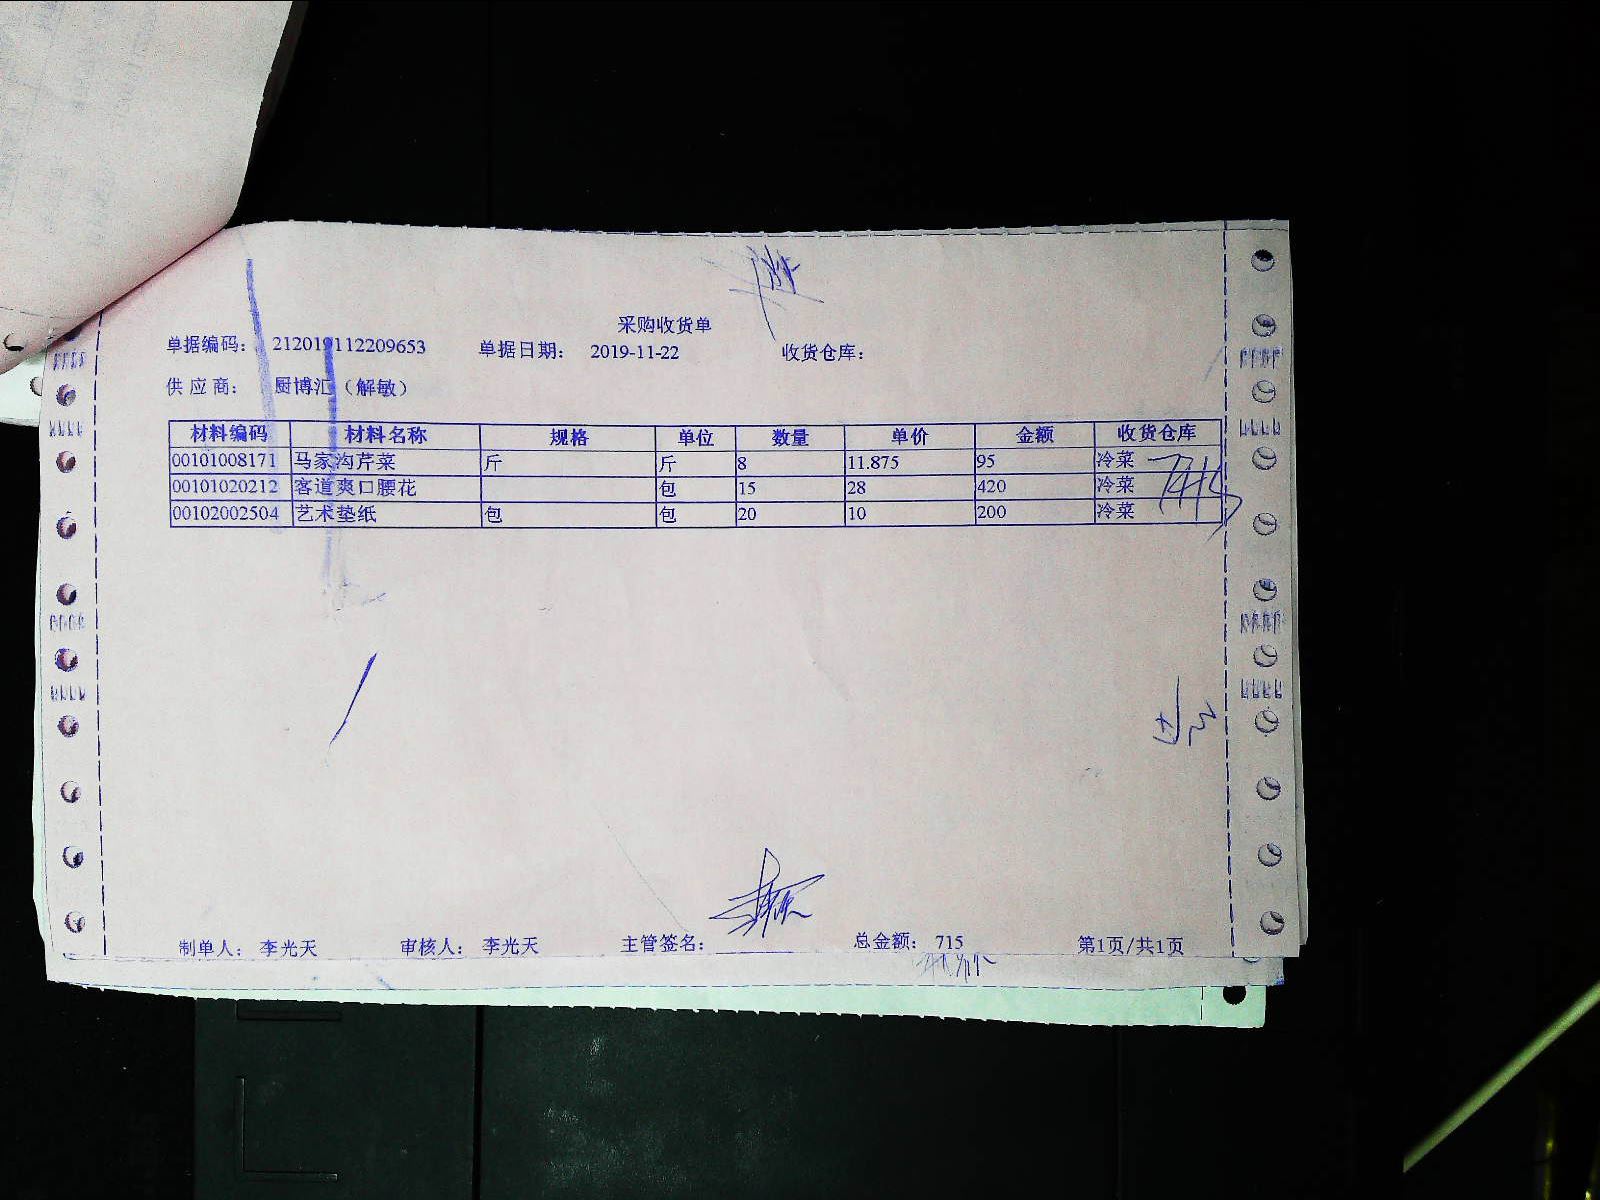 采购收货单
单据编码： 212019112209653 单据日期： 2019-11-22 收货仓库：
供应商： 厨博汇（解敏）
材料编码 材料名称 规格 单位 数量 单价 金额 收货仓库
00101008171 马家沟芹菜 斤 斤 8 11.875 95 冷菜
00101020212 客道爽口腰花 包 15 28 420 冷菜
00102002504 艺术垫纸 包 包 20 10 200 冷菜
制单人： 李光天 审核人： 李光天 主管签名： 总金额： 715 第1页/共1页